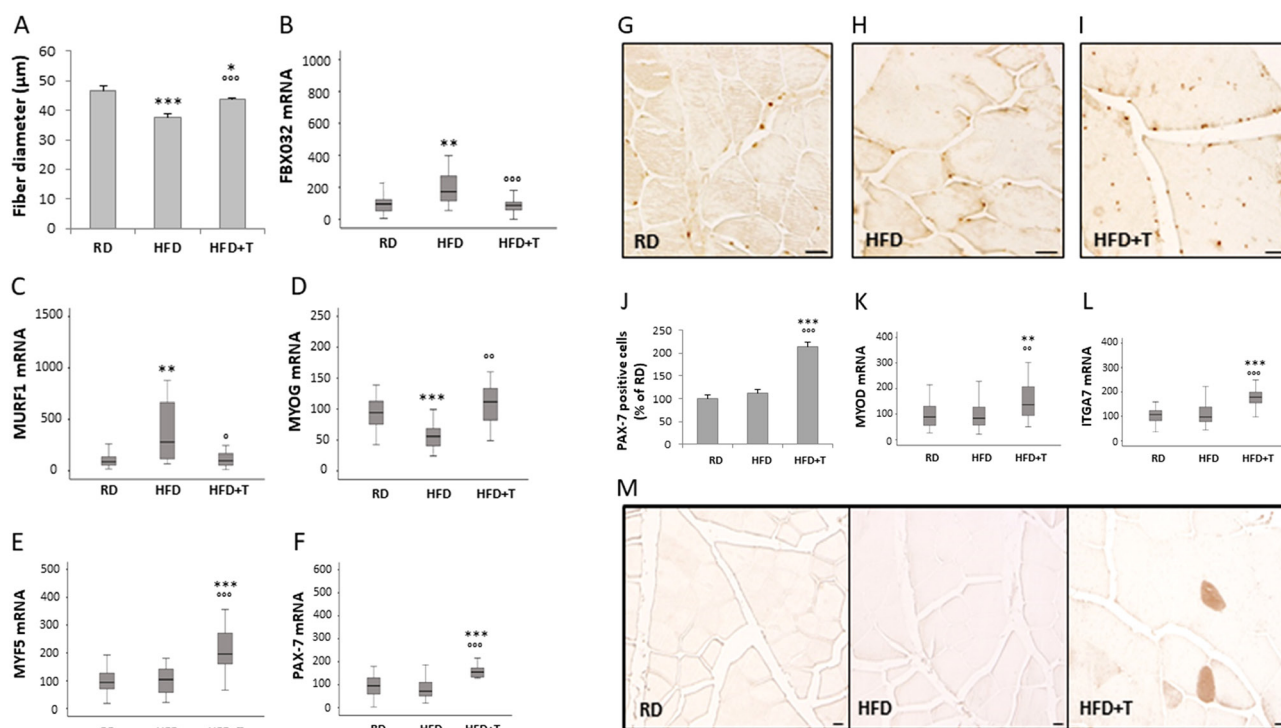 A
Fiber diameter (µm)
60
50
40
30
20
10
0
***
*
°°°
RD HFD HFD+T
B
FBX032 mRNA
1000
800
600
400
200
0
**
°°°
RD HFD HFD+T
C
MURF1 mRNA
1500
1000
500
0
**
°
RD HFD HFD+T
D
MYOG mRNA
250
200
150
100
50
0
***
°°
RD HFD HFD+T
E
MYF5 mRNA
500
400
300
200
100
0
***
°°°
F
PAX-7 mRNA
600
500
400
300
200
100
0
***
°°°
RD HFD HFD+T
G
RD
H
HFD
I
HFD+T
J
PAX-7 positive cells
(% of RD)
250
200
150
100
50
0
***
°°°
RD HFD HFD+T
K
MYOD mRNA
400
300
200
100
0
**
°°
RD HFD HFD+T
L
ITGA7 mRNA
400
300
200
100
0
***
°°°
RD HFD HFD+T
M
RD
HFD
HFD+T